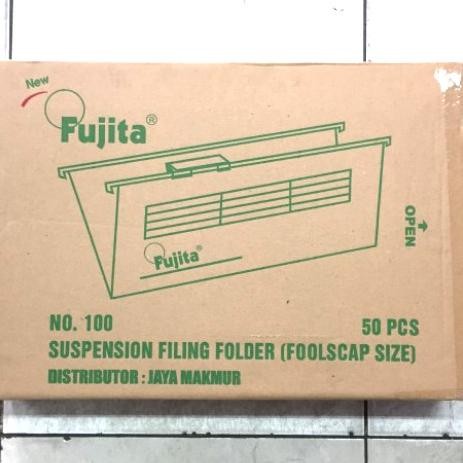 New
Fujita®
OPEN
Fujita®
NO. 100
50 PCS
SUSPENSION FILING FOLDER (FOOLSCAP SIZE)
DISTRIBUTOR : JAYA MAKMUR